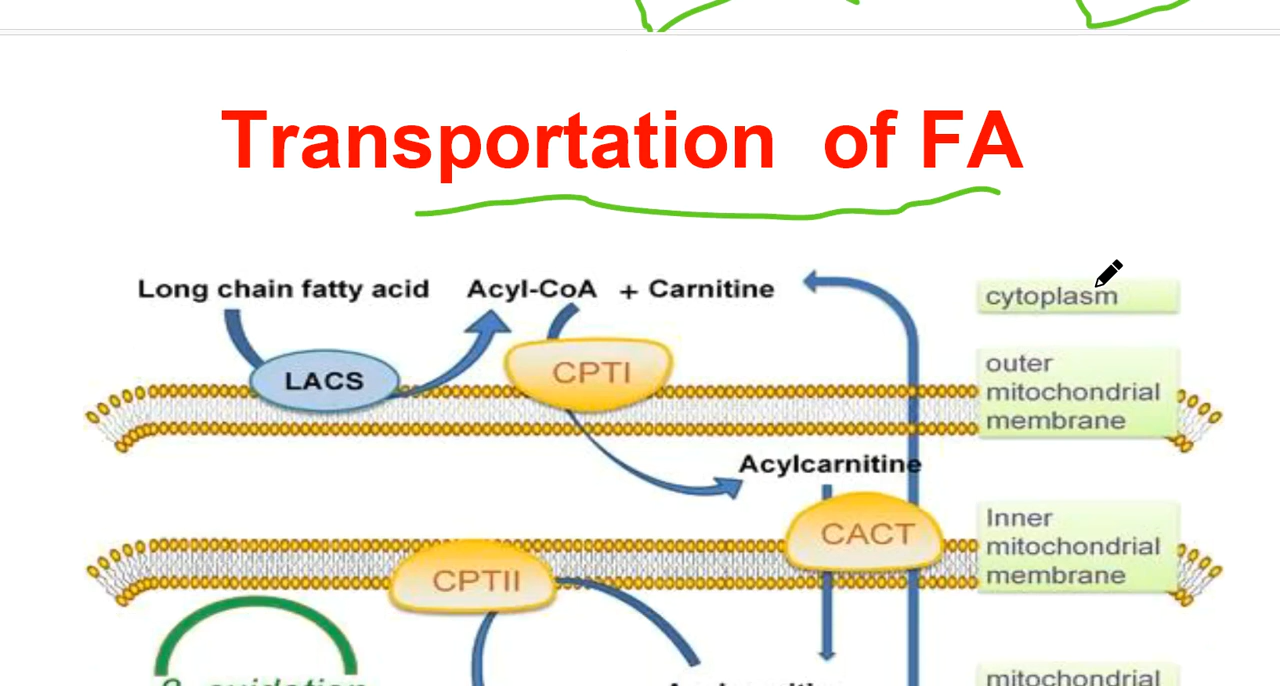 Transportation of FA
Long chain fatty acid
Acyl-CoA + Carnitine
cytoplasm
LACS
CPTI
outer
mitochondrial
membrane
Acylcarnitine
CACT
Inner
mitochondrial
membrane
CPTII
mitochondrial